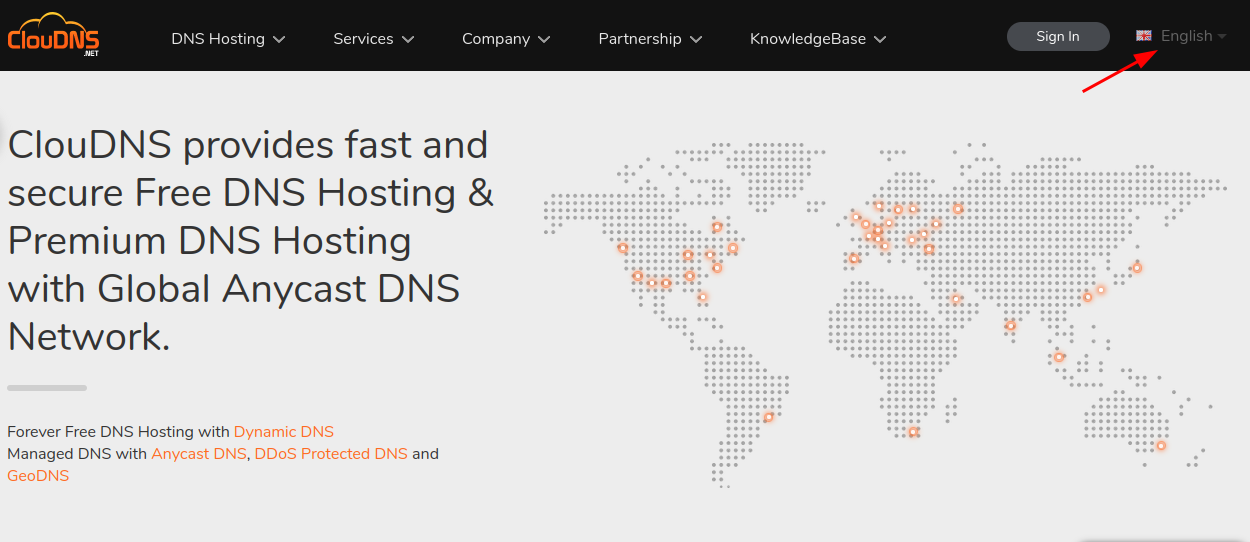 ClouDNS
.NET
DNS Hosting
Services
Company
Partnership
KnowledgeBase
Sign In
English
ClouDNS provides fast and
secure Free DNS Hosting &
Premium DNS Hosting
with Global Anycast DNS
Network.
Forever Free DNS Hosting with Dynamic DNS
Managed DNS with Anycast DNS, DDoS Protected DNS and
GeoDNS